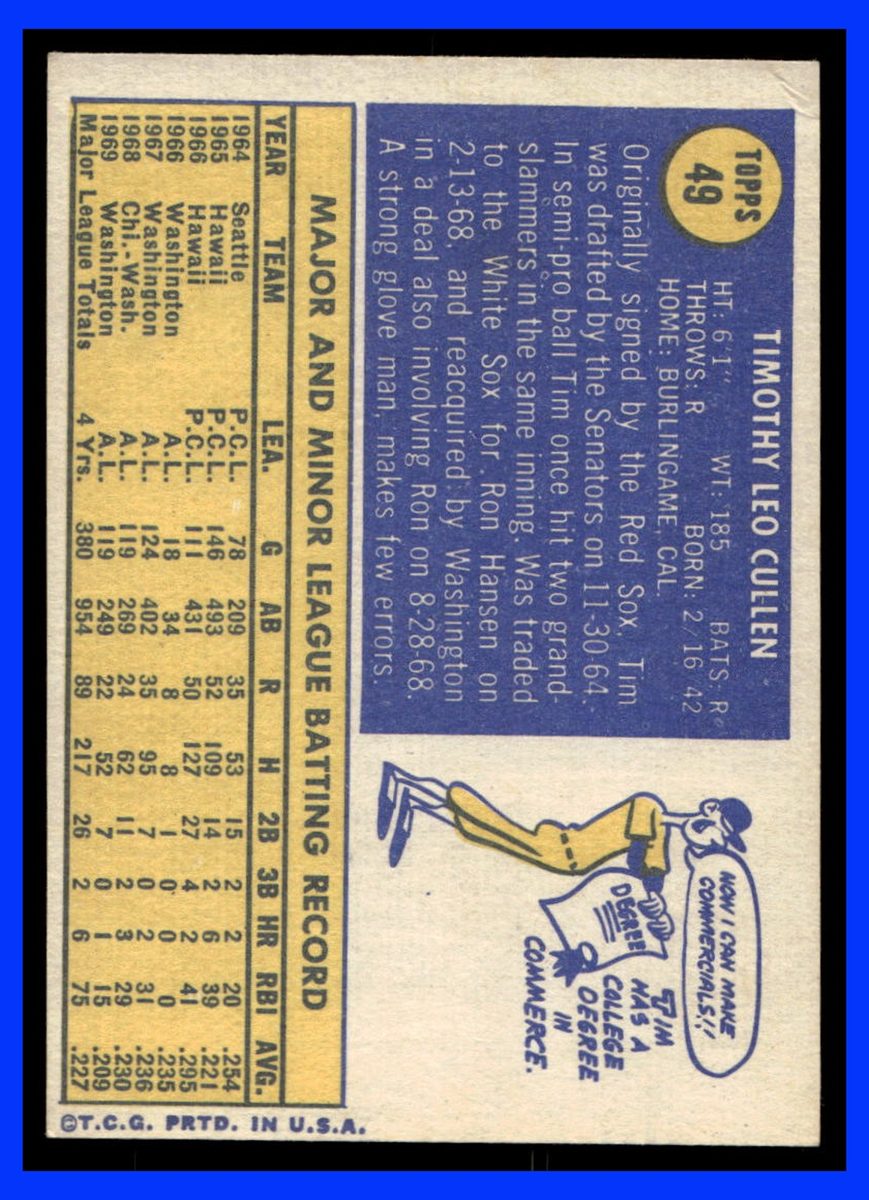 TOPPS
49
TIMOTHY LEO CULLEN
HT: 6'1" WT: 185 BATS: R
THROWS: R BORN: 2/16/42
HOME: BURLINGAME, CAL.
Originally signed by the Red Sox, Tim
was drafted by the Senators on 11-30-64.
In semi-pro ball Tim once hit two grand-
slammers in the same inning. Was traded
to the White Sox for Ron Hansen on
2-13-68, and reacquired by Washington
in a deal also involving Ron on 8-28-68.
A strong glove man, makes few errors.
NOW I CAN MAKE
COMMERCIALS!!
DEGREE
TIM
HAS A
COLLEGE
DEGREE
IN
COMMERCE.
MAJOR AND MINOR LEAGUE BATTING RECORD
YEAR TEAM LEA. G AB R H 2B 3B HR RBI AVG.
1964 Seattle P.C.L. 78 209 35 53 15 2 2 20 .254
1965 Hawaii P.C.L. 146 493 52 109 14 2 6 39 .221
1966 Hawaii P.C.L. 111 431 50 127 27 4 2 41 .295
1966 Washington A.L. 18 34 8 8 1 0 0 0 .235
1967 Washington A.L. 124 402 35 95 7 0 2 31 .236
1968 Chi.-Wash. A.L. 119 269 24 62 11 2 3 29 .230
1969 Washington A.L. 119 249 22 52 7 0 1 15 .209
Major League Totals 4 Yrs. 380 954 89 217 26 2 6 75 .227
©T.C.G. PRTD. IN U.S.A.